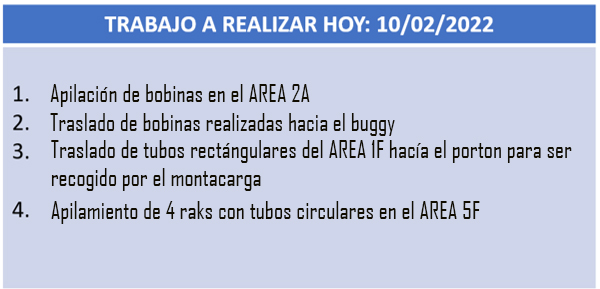 TRABAJO A REALIZAR HOY: 10/02/2022
1. Apilación de bobinas en el AREA 2A
2. Traslado de bobinas realizadas hacia el buggy
3. Traslado de tubos rectángulares del AREA 1F hacía el porton para ser
recogido por el montacarga
4. Apilamiento de 4 raks con tubos circulares en el AREA 5F